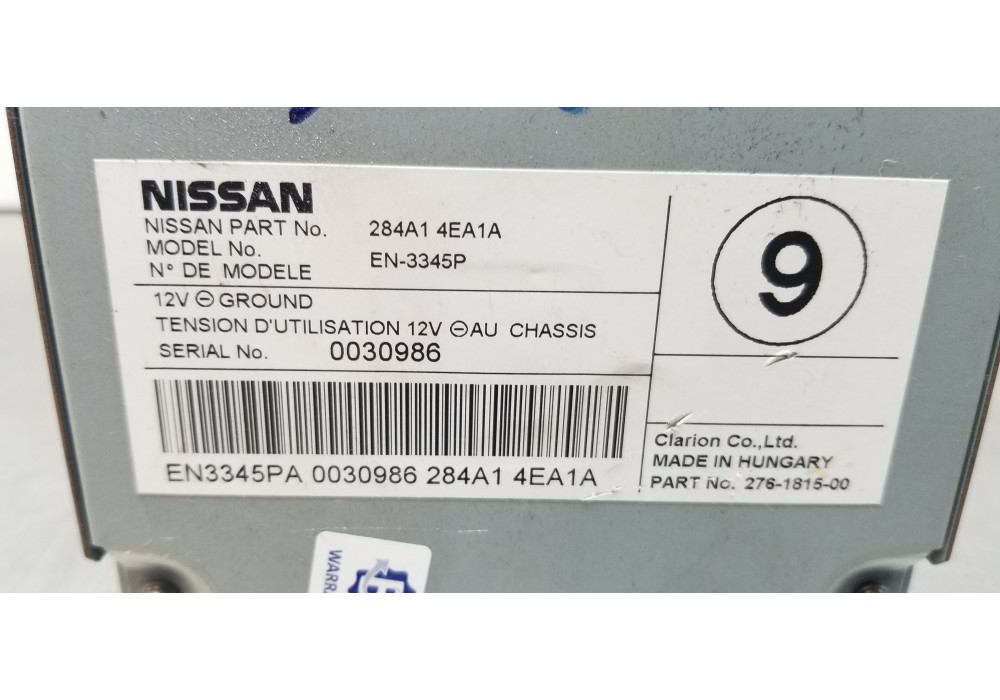 NISSAN
NISSAN PART No. 284A1 4EA1A
MODEL No.
N° DE MODELE EN-3345P
12V ⊖ GROUND
TENSION D'UTILISATION 12V ⊖ AU CHASSIS
SERIAL No. 0030986
EN3345PA 0030986 284A1 4EA1A
9
Clarion Co.,Ltd.
MADE IN HUNGARY
PART No. 276-1815-00